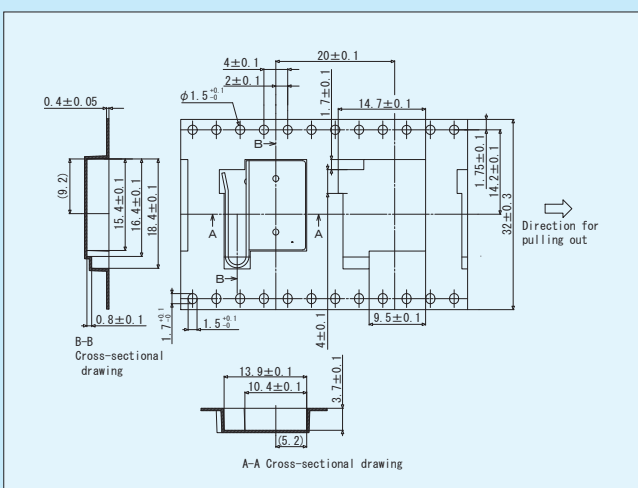 20±0.1
4±0.1
2±0.1
1.7±0.1
14.7±0.1
0.4±0.05
φ1.5 +0.1 -0
B
(9.2)
15.4±0.1
16.4±0.1
18.4±0.1
1.75±0.1
14.2±0.1
32±0.3
A
A
Direction for
pulling out
B
0.8±0.1
1.7 +0.1 -0
1.5 +0.1 -0
4±0.1
9.5±0.1
B-B
Cross-sectional
drawing
13.9±0.1
10.4±0.1
3.7±0.1
(5.2)
A-A Cross-sectional drawing